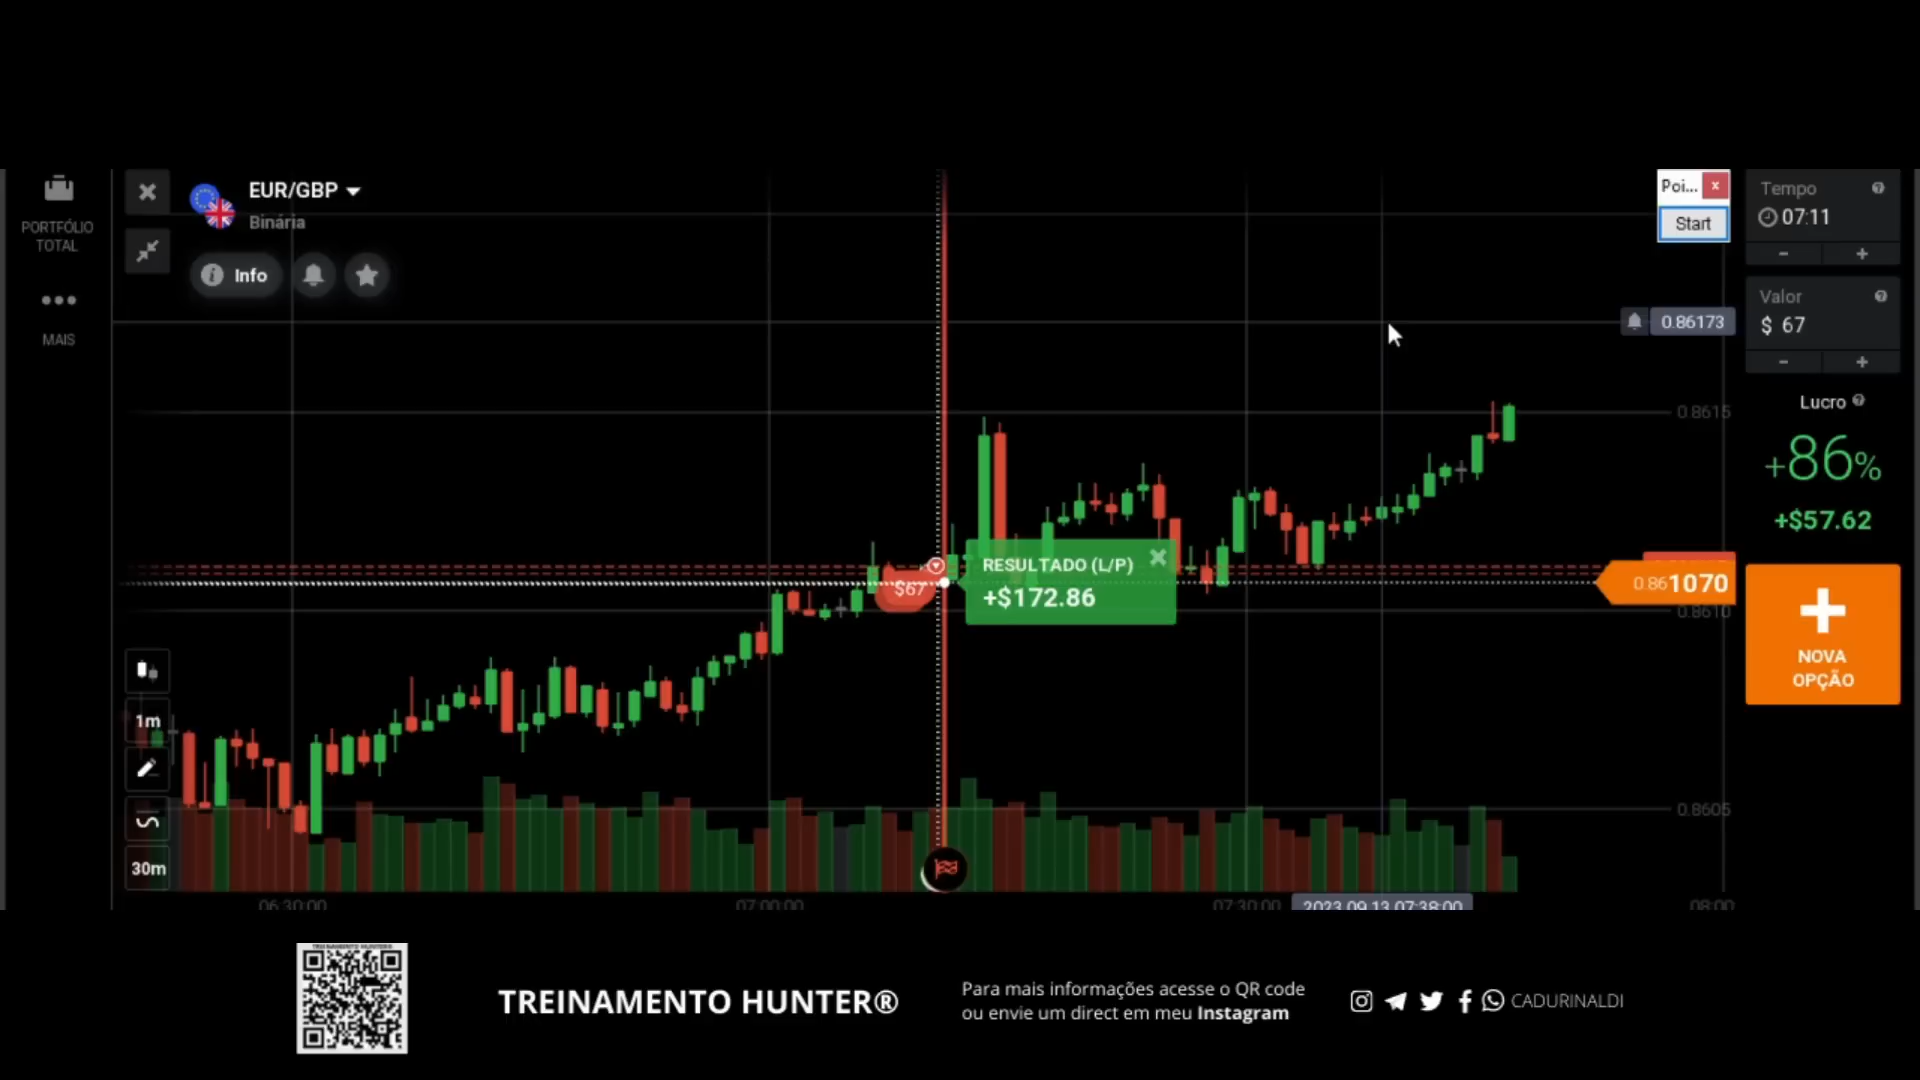 PORTFÓLIO
TOTAL
MAIS
EUR/GBP
Binária
Info
Poi...
x
Start
Tempo
07:11
-
+
0.86173
Valor
$ 67
-
+
Lucro
+86%
+$57.62
0.8615
RESULTADO (L/P)
+$172.86
$67
0.861070
0.8610
NOVA
OPÇÃO
0.8605
1m
30m
06:30:00
07:00:00
07:30:00
2023.09.13 07:38:00
08:00
TREINAMENTO HUNTER®
TREINAMENTO HUNTER®
Para mais informações acesse o QR code
ou envie um direct em meu Instagram
CADURINALDI